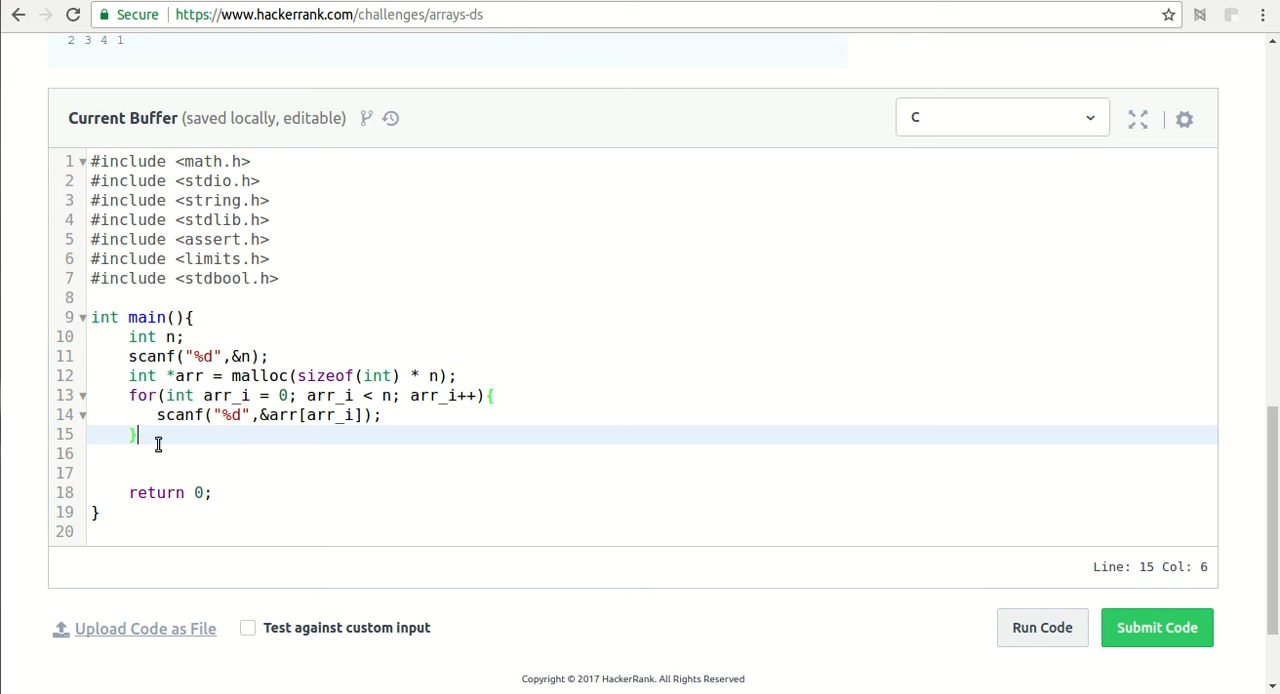 Secure https://www.hackerrank.com/challenges/arrays-ds
2 3 4 1
Current Buffer (saved locally, editable)
C
1 #include <math.h>
2 #include <stdio.h>
3 #include <string.h>
4 #include <stdlib.h>
5 #include <assert.h>
6 #include <limits.h>
7 #include <stdbool.h>
8
9 int main(){
10     int n;
11     scanf("%d",&n);
12     int *arr = malloc(sizeof(int) * n);
13     for(int arr_i = 0; arr_i < n; arr_i++){
14        scanf("%d",&arr[arr_i]);
15     }
16
17
18     return 0;
19 }
20
Line: 15 Col: 6
Upload Code as File
Test against custom input
Run Code
Submit Code
Copyright © 2017 HackerRank. All Rights Reserved